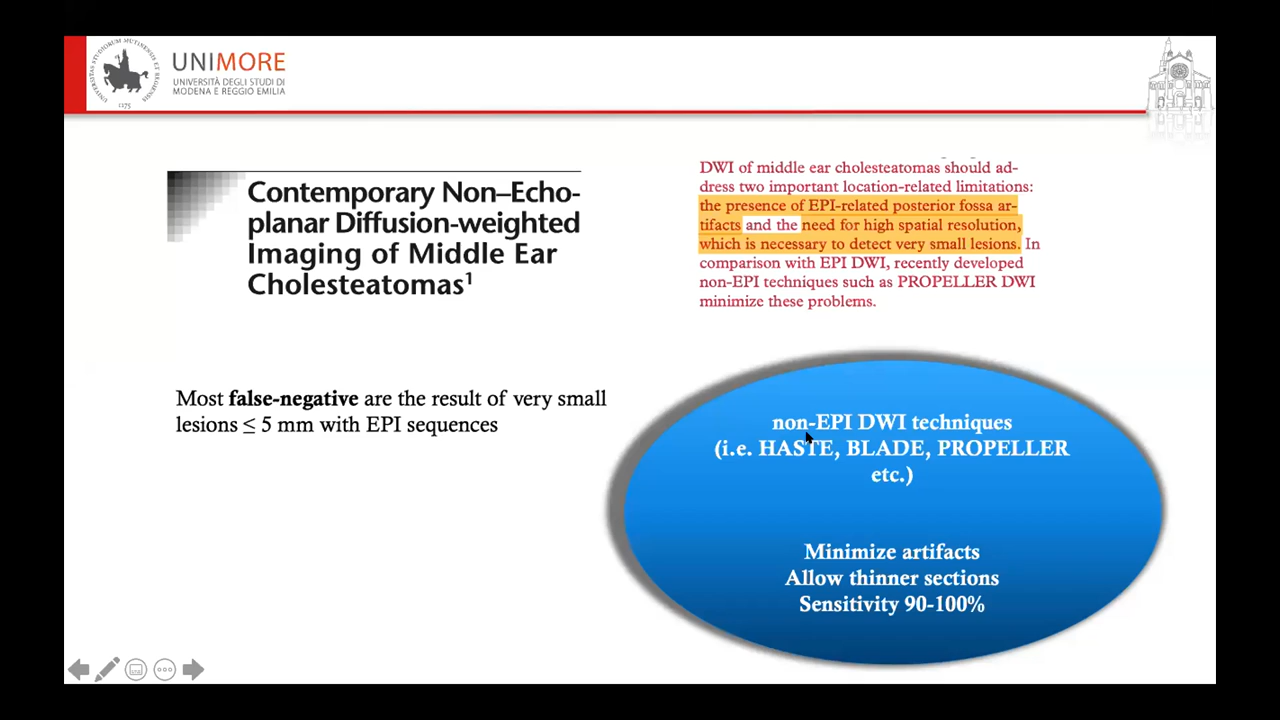 UNIMORE
UNIVERSITÀ DEGLI STUDI DI
MODENA E REGGIO EMILIA
1175
Contemporary Non–Echo-
planar Diffusion-weighted
Imaging of Middle Ear
Cholesteatomas¹
DWI of middle ear cholesteatomas should ad-
dress two important location-related limitations:
the presence of EPI-related posterior fossa ar-
tifacts and the need for high spatial resolution,
which is necessary to detect very small lesions. In
comparison with EPI DWI, recently developed
non-EPI techniques such as PROPELLER DWI
minimize these problems.
Most false-negative are the result of very small
lesions ≤ 5 mm with EPI sequences
non-EPI DWI techniques
(i.e. HASTE, BLADE, PROPELLER
etc.)
Minimize artifacts
Allow thinner sections
Sensitivity 90-100%